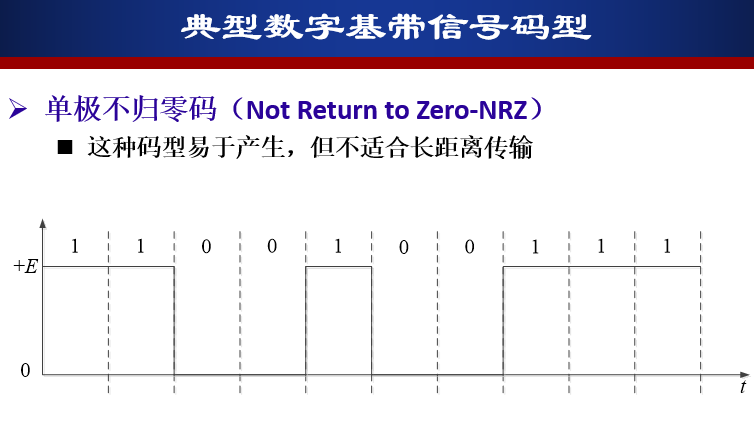 典型数字基带信号码型
➢ 单极不归零码（Not Return to Zero-NRZ）
■ 这种码型易于产生，但不适合长距离传输
1 1 0 0 1 0 0 1 1 1
+E
0
t